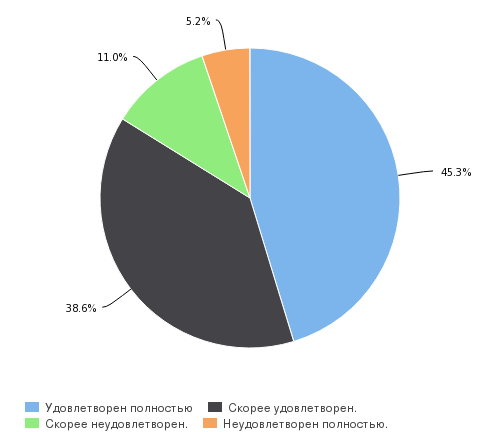 5.2%
11.0%
45.3%
38.6%
Удовлетворен полностью Скорее удовлетворен.
Скорее неудовлетворен. Неудовлетворен полностью.